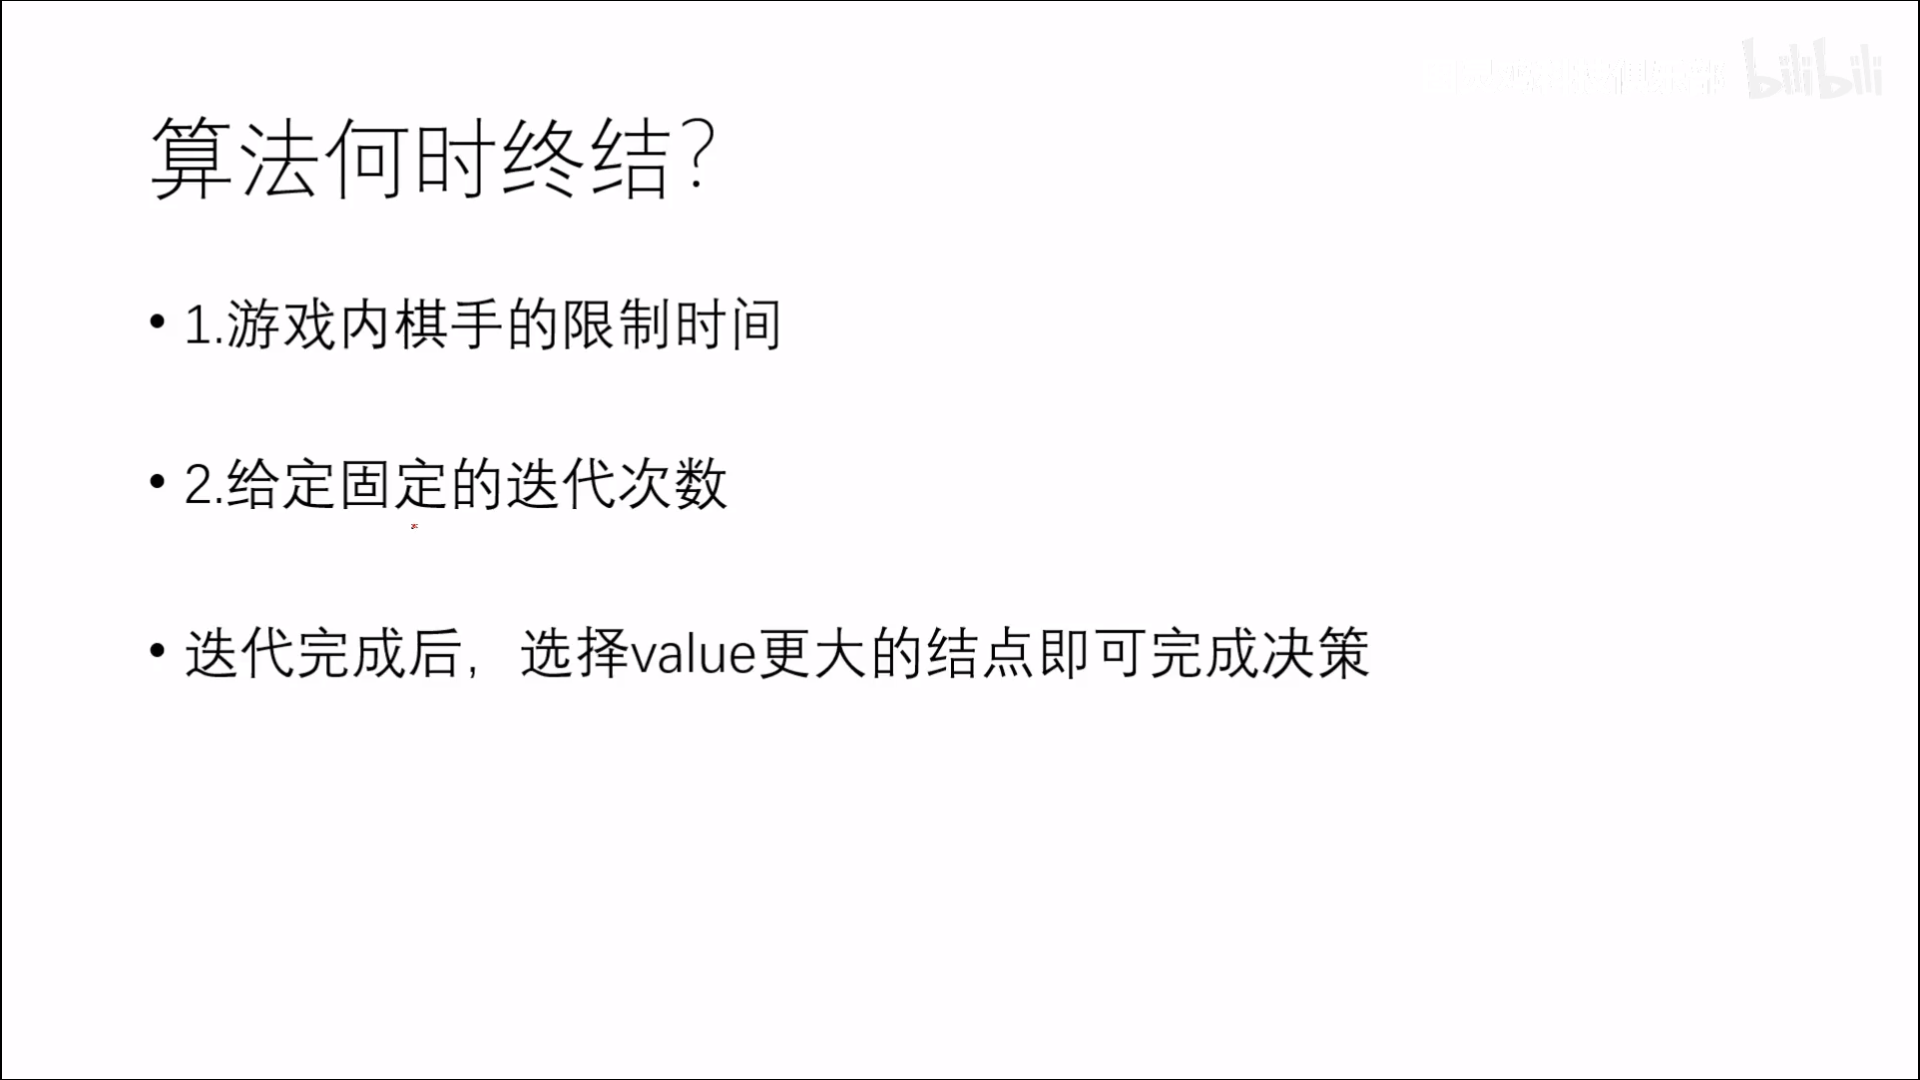 bilibili
算法何时终结？
• 1.游戏内棋手的限制时间
• 2.给定固定的迭代次数
• 迭代完成后，选择value更大的结点即可完成决策